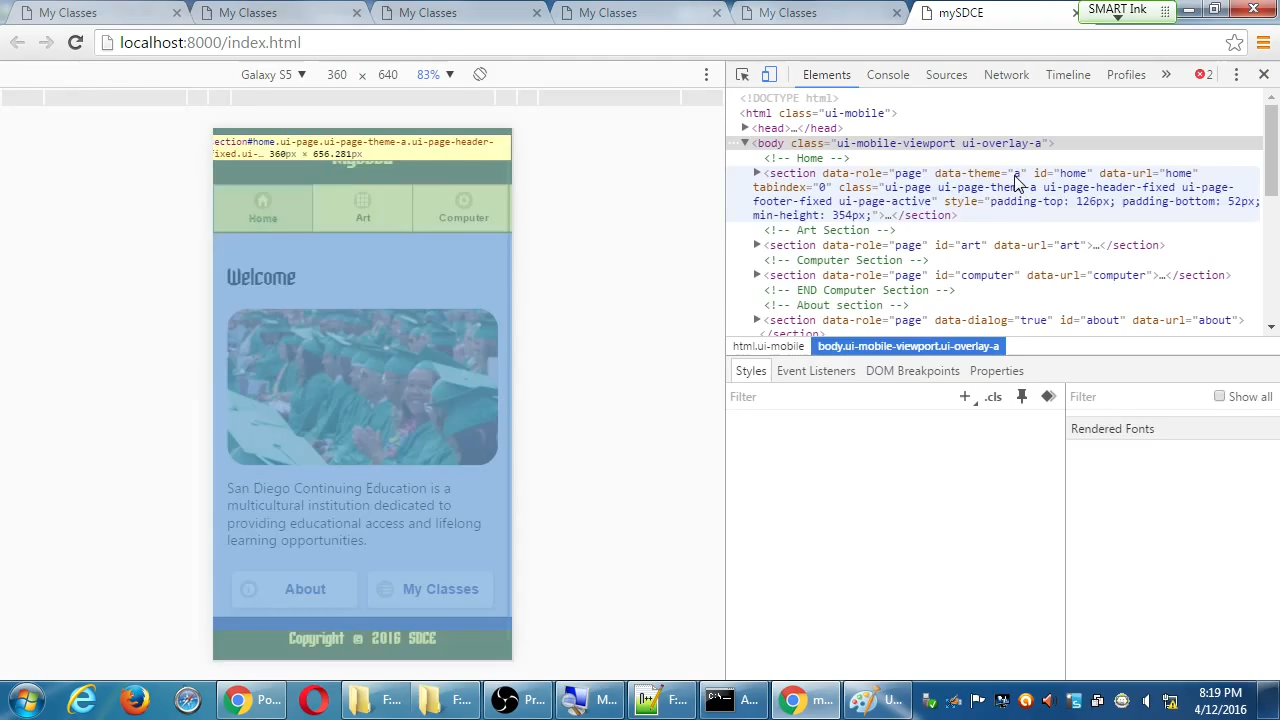 My Classes
My Classes
My Classes
My Classes
My Classes
mySDCE
SMART Ink
localhost:8000/index.html
Galaxy S5 ▼ 360 x 640 83% ▼
Elements Console Sources Network Timeline Profiles » 2
<!DOCTYPE html>
<html class="ui-mobile">
<head>…</head>
<body class="ui-mobile-viewport ui-overlay-a">
<!-- Home -->
<section data-role="page" data-theme="a" id="home" data-url="home"
tabindex="0" class="ui-page ui-page-theme-a ui-page-header-fixed ui-page-
footer-fixed ui-page-active" style="padding-top: 126px; padding-bottom: 52px;
min-height: 354px;">…</section>
<!-- Art Section -->
<section data-role="page" id="art" data-url="art">…</section>
<!-- Computer Section -->
<section data-role="page" id="computer" data-url="computer">…</section>
<!-- END Computer Section -->
<!-- About section -->
<section data-role="page" data-dialog="true" id="about" data-url="about">
</section>
html.ui-mobile body.ui-mobile-viewport.ui-overlay-a
Styles Event Listeners DOM Breakpoints Properties
Filter + .cls
Filter Show all
Rendered Fonts
ection#home.ui-page.ui-page-theme-a.ui-page-header-
fixed.ui-… 360px × 656.281px
MySDCE
Home Art Computer
Welcome
San Diego Continuing Education is a
multicultural institution dedicated to
providing educational access and lifelong
learning opportunities.
About My Classes
Copyright © 2016 SDCE
Po... F:... F:... Pr... M... F:... A... m... U...
8:19 PM
4/12/2016